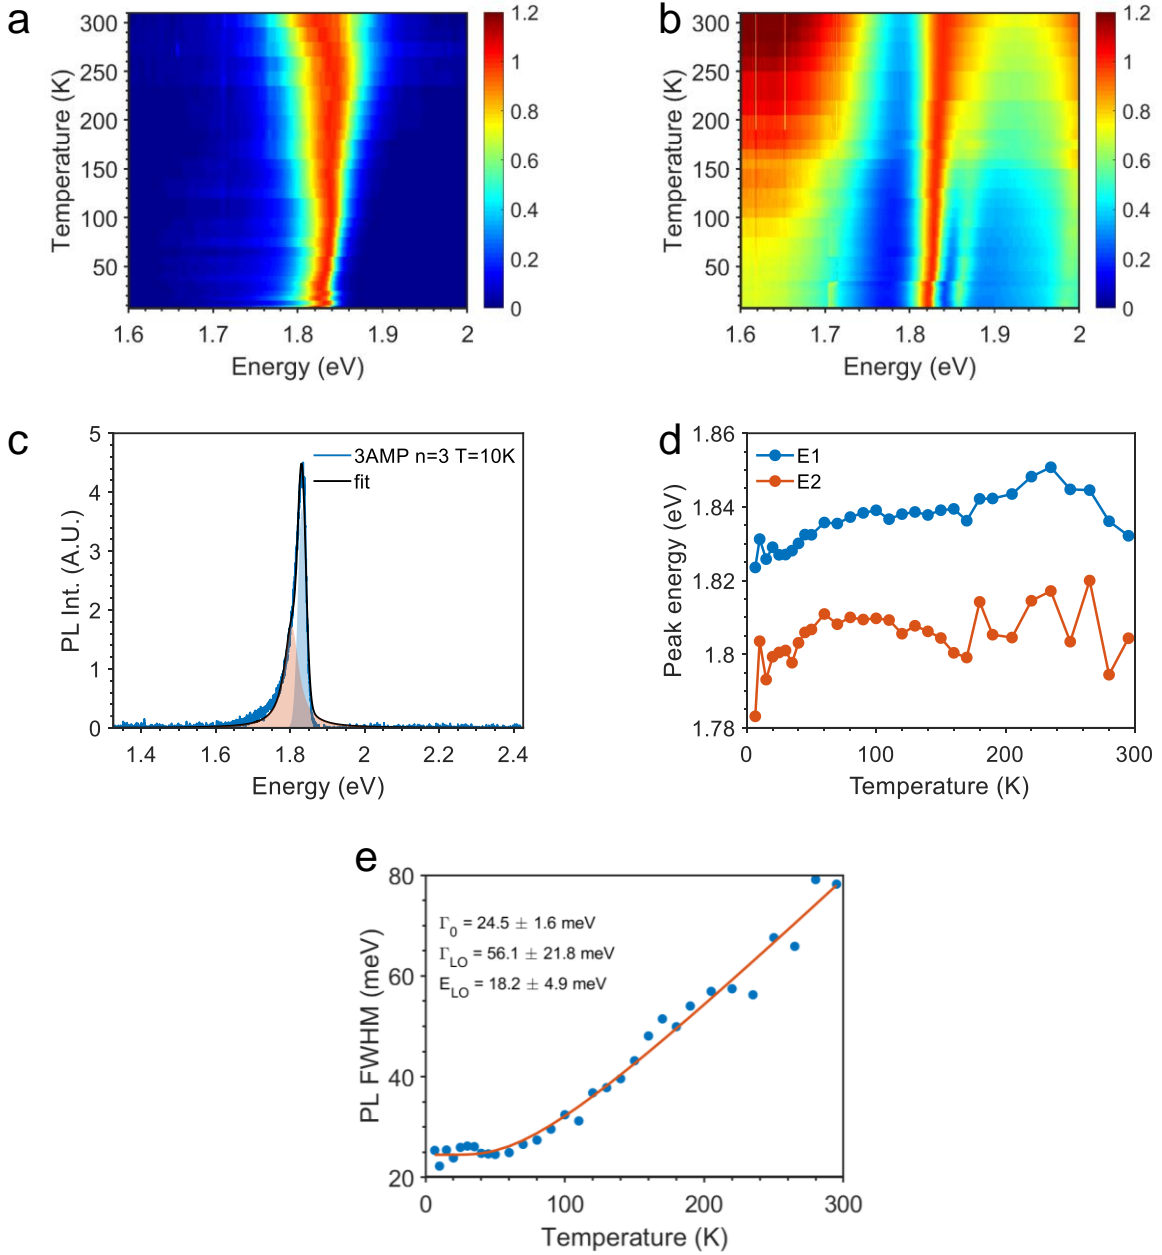 a
b
300
250
200
150
100
50
Temperature (K)
1.6
1.7
1.8
1.9
2
Energy (eV)
1.2
1
0.8
0.6
0.4
0.2
0
300
250
200
150
100
50
Temperature (K)
1.6
1.7
1.8
1.9
2
Energy (eV)
1.2
1
0.8
0.6
0.4
0.2
0
c
d
5
4
3
2
1
0
PL Int. (A.U.)
3AMP n=3 T=10K
fit
1.4
1.6
1.8
2
2.2
2.4
Energy (eV)
1.86
1.84
1.82
1.8
1.78
Peak energy (eV)
E1
E2
0
100
200
300
Temperature (K)
e
80
60
40
20
PL FWHM (meV)
Γ0 = 24.5 ± 1.6 meV
ΓLO = 56.1 ± 21.8 meV
ELO = 18.2 ± 4.9 meV
0
100
200
300
Temperature (K)